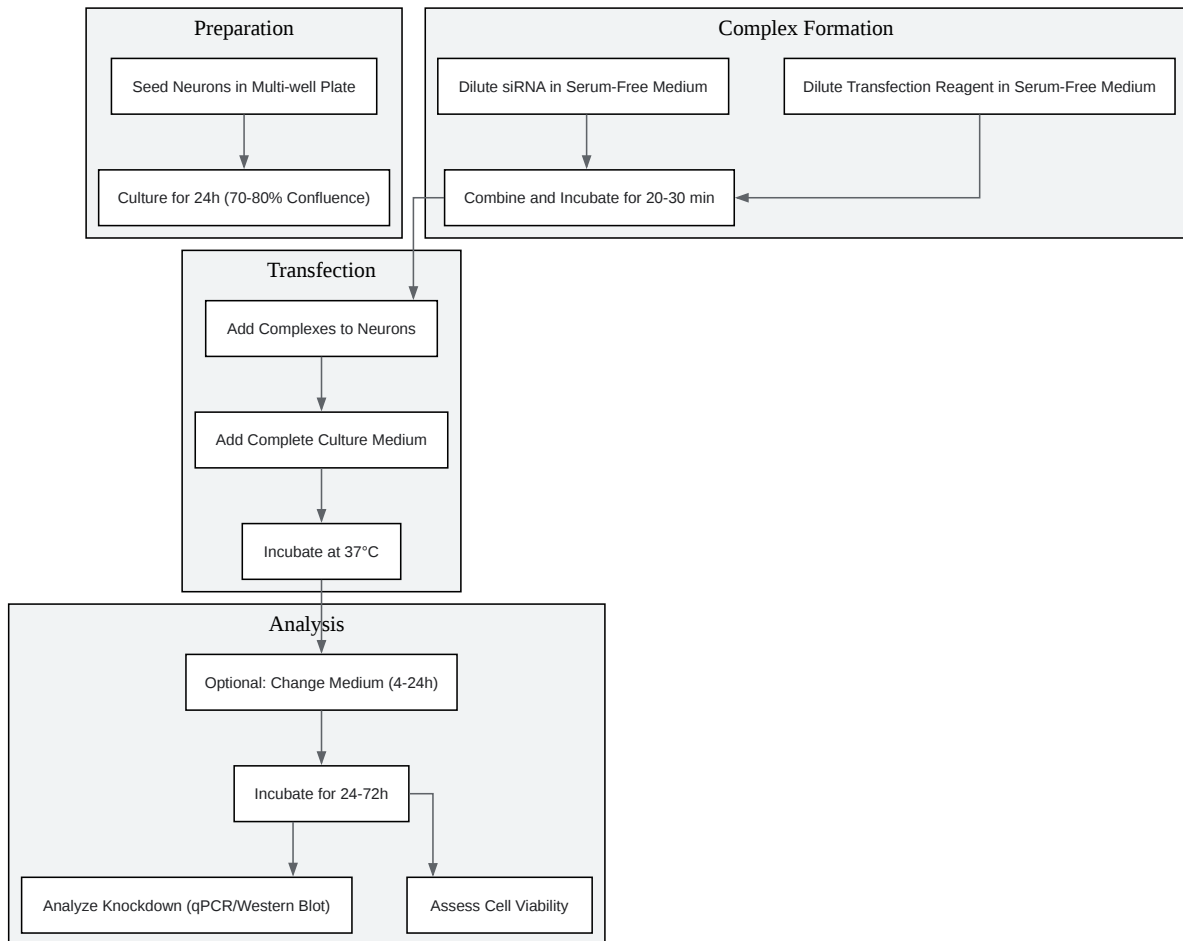 Preparation
Seed Neurons in Multi-well Plate
Culture for 24h (70-80% Confluence)
Complex Formation
Dilute siRNA in Serum-Free Medium
Dilute Transfection Reagent in Serum-Free Medium
Combine and Incubate for 20-30 min
Transfection
Add Complexes to Neurons
Add Complete Culture Medium
Incubate at 37°C
Analysis
Optional: Change Medium (4-24h)
Incubate for 24-72h
Analyze Knockdown (qPCR/Western Blot)
Assess Cell Viability